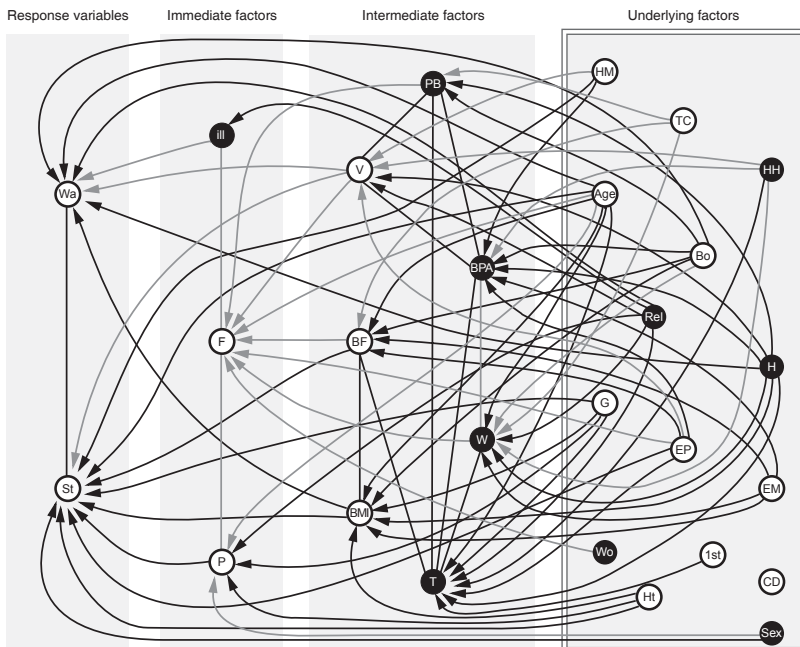 Response variables Immediate factors Intermediate factors Underlying factors
HM
PB
TC
ill
V
HH
Wa
Age
Bo
BPA
Rel
F
BF
H
G
W
EP
St
EM
BMI
Wo
1st
P
T
CD
Ht
Sex